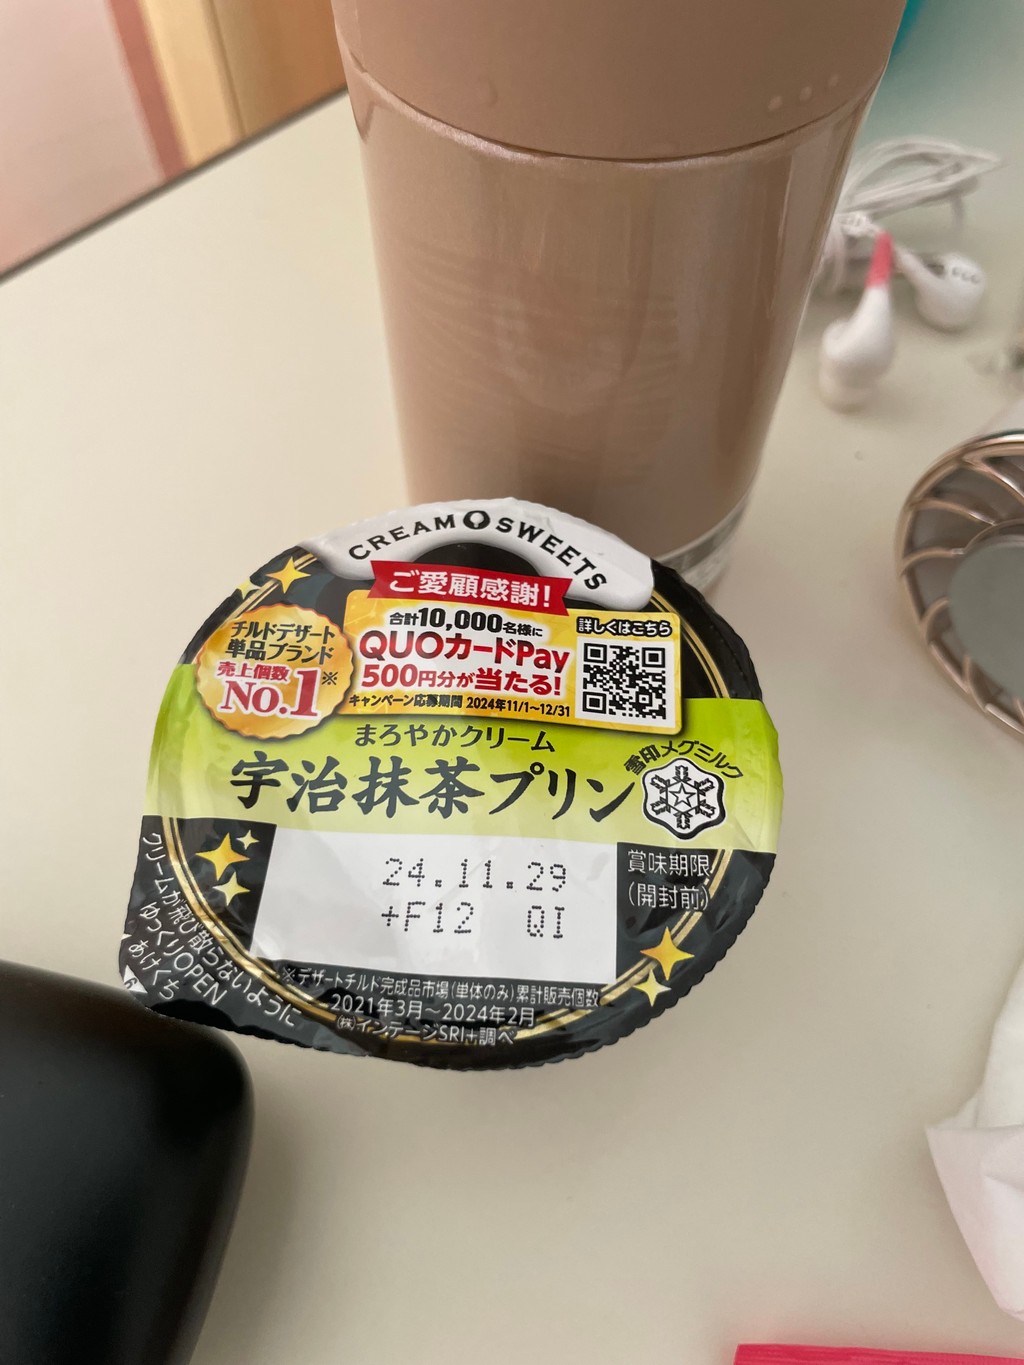 CREAM SWEETS
ご愛顧感謝!
チルドデザート
単品ブランド
売上個数
No.1※
合計10,000名様に
QUOカードPay
500円分が当たる!
キャンペーン応募期間 2024年11/1~12/31
詳しくはこちら
まろやかクリーム
宇治抹茶プリン
雪印メグミルク
24.11.29
+F12 QI
賞味期限
(開封前)
クリームが飛び散らないように
ゆっくりOPEN
あけくち
9
※デザートチルド完成品市場(単体のみ)累計販売個数
2021年3月~2024年2月
㈱インテージSRI+調べ